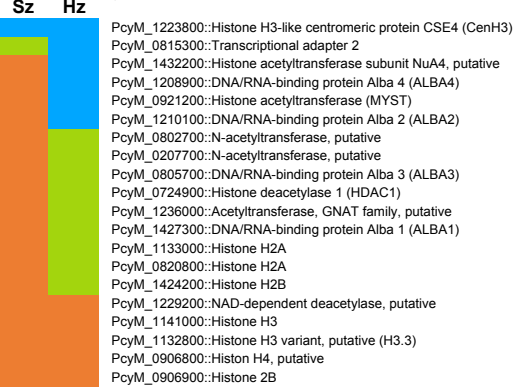 Sz Hz
PcyM_1223800::Histone H3-like centromeric protein CSE4 (CenH3)
PcyM_0815300::Transcriptional adapter 2
PcyM_1432200::Histone acetyltransferase subunit NuA4, putative
PcyM_1208900::DNA/RNA-binding protein Alba 4 (ALBA4)
PcyM_0921200::Histone acetyltransferase (MYST)
PcyM_1210100::DNA/RNA-binding protein Alba 2 (ALBA2)
PcyM_0802700::N-acetyltransferase, putative
PcyM_0207700::N-acetyltransferase, putative
PcyM_0805700::DNA/RNA-binding protein Alba 3 (ALBA3)
PcyM_0724900::Histone deacetylase 1 (HDAC1)
PcyM_1236000::Acetyltransferase, GNAT family, putative
PcyM_1427300::DNA/RNA-binding protein Alba 1 (ALBA1)
PcyM_1133000::Histone H2A
PcyM_0820800::Histone H2A
PcyM_1424200::Histone H2B
PcyM_1229200::NAD-dependent deacetylase, putative
PcyM_1141000::Histone H3
PcyM_1132800::Histone H3 variant, putative (H3.3)
PcyM_0906800::Histon H4, putative
PcyM_0906900::Histone 2B